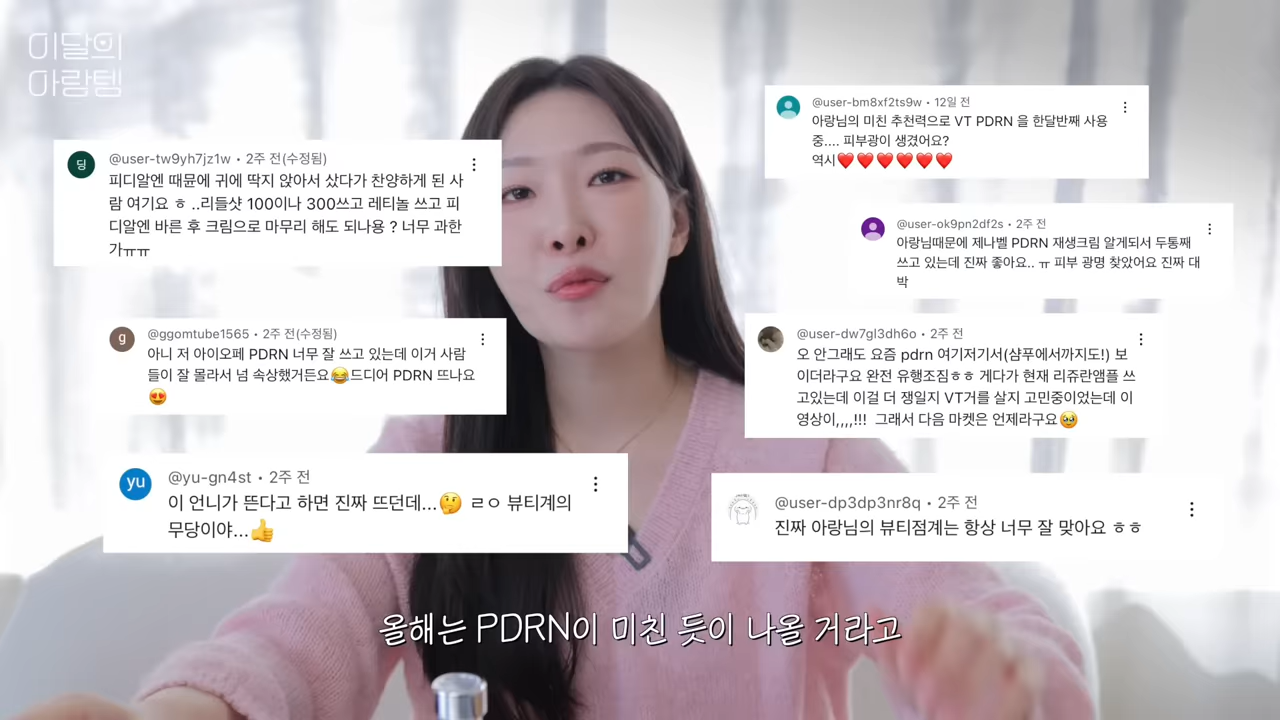 이달의
아랑템
@user-tw9yh7jz1w • 2주 전(수정됨)
딩
피디알엔 때문에 귀에 딱지 앉아서 샀다가 찬양하게 된 사
람 여기요 ㅎ ..리들샷 100이나 300쓰고 레티놀 쓰고 피
디알엔 바른 후 크림으로 마무리 해도 되나용 ? 너무 과한
가ㅠㅠ
@ggomtube1565 • 2주 전(수정됨)
g
아니 저 아이오페 PDRN 너무 잘 쓰고 있는데 이거 사람
들이 잘 몰라서 넘 속상했거든요😂드디어 PDRN 뜨나요
😍
@yu-gn4st • 2주 전
yu
이 언니가 뜬다고 하면 진짜 뜨던데...🤔 ㄹㅇ 뷰티계의
무당이야...👍
@user-bm8xf2ts9w • 12일 전
아랑님의 미친 추천력으로 VT PDRN 을 한달반째 사용
중.... 피부광이 생겼어요?
역시❤️❤️❤️❤️❤️❤️
@user-ok9pn2df2s • 2주 전
아랑님때문에 제나벨 PDRN 재생크림 알게되서 두통째
쓰고 있는데 진짜 좋아요.. ㅠ 피부 광명 찾았어요 진짜 대
박
@user-dw7gl3dh6o • 2주 전
오 안그래도 요즘 pdrn 여기저기서(샴푸에서까지도!) 보
이더라구요 완전 유행조짐ㅎㅎ 게다가 현재 리쥬란앰플 쓰
고있는데 이걸 더 쟁일지 VT거를 살지 고민중이었는데 이
영상이,,,,!!! 그래서 다음 마켓은 언제라구요🥹
@user-dp3dp3nr8q • 2주 전
진짜 아랑님의 뷰티점계는 항상 너무 잘 맞아요 ㅎㅎ
올해는 PDRN이 미친 듯이 나올 거라고